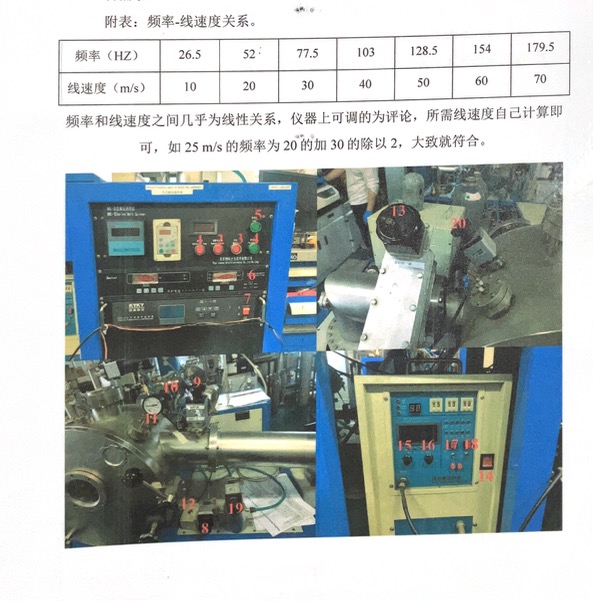 附表：频率-线速度关系。
频率（HZ） 26.5 52 77.5 103 128.5 154 179.5
线速度（m/s） 10 20 30 40 50 60 70
频率和线速度之间几乎为线性关系，仪器上可调的为评论，所需线速度自己计算即
可，如 25 m/s 的频率为 20 的加 30 的除以 2，大致就符合。
5
4
6
7
13
20
10
9
11
12
8
19
15 16 17 18
14